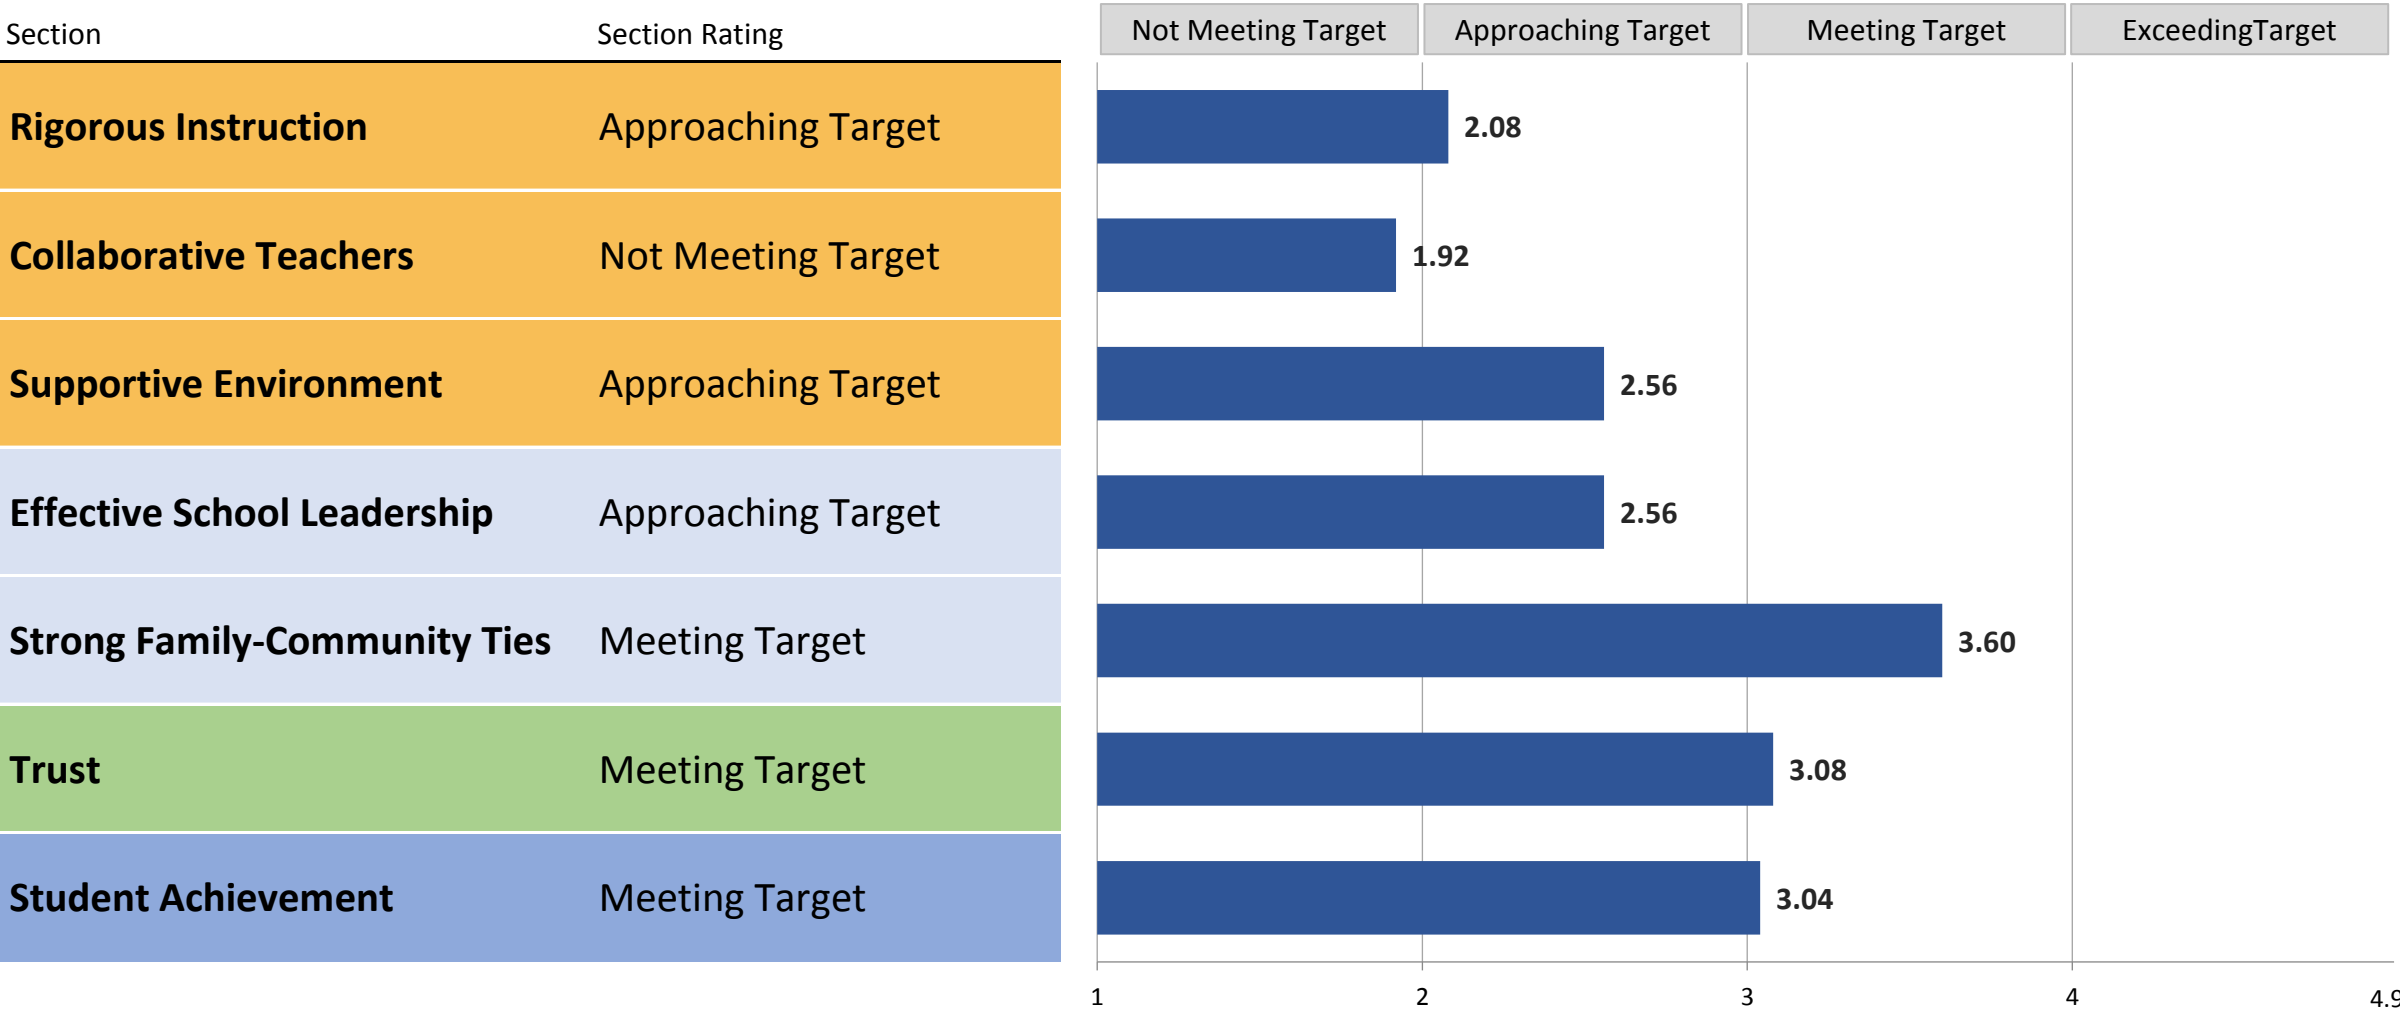 Section Section Rating Not Meeting Target Approaching Target Meeting Target ExceedingTarget
Rigorous Instruction Approaching Target 2.08
Collaborative Teachers Not Meeting Target 1.92
Supportive Environment Approaching Target 2.56
Effective School Leadership Approaching Target 2.56
Strong Family-Community Ties Meeting Target 3.60
Trust Meeting Target 3.08
Student Achievement Meeting Target 3.04
1 2 3 4 4.9